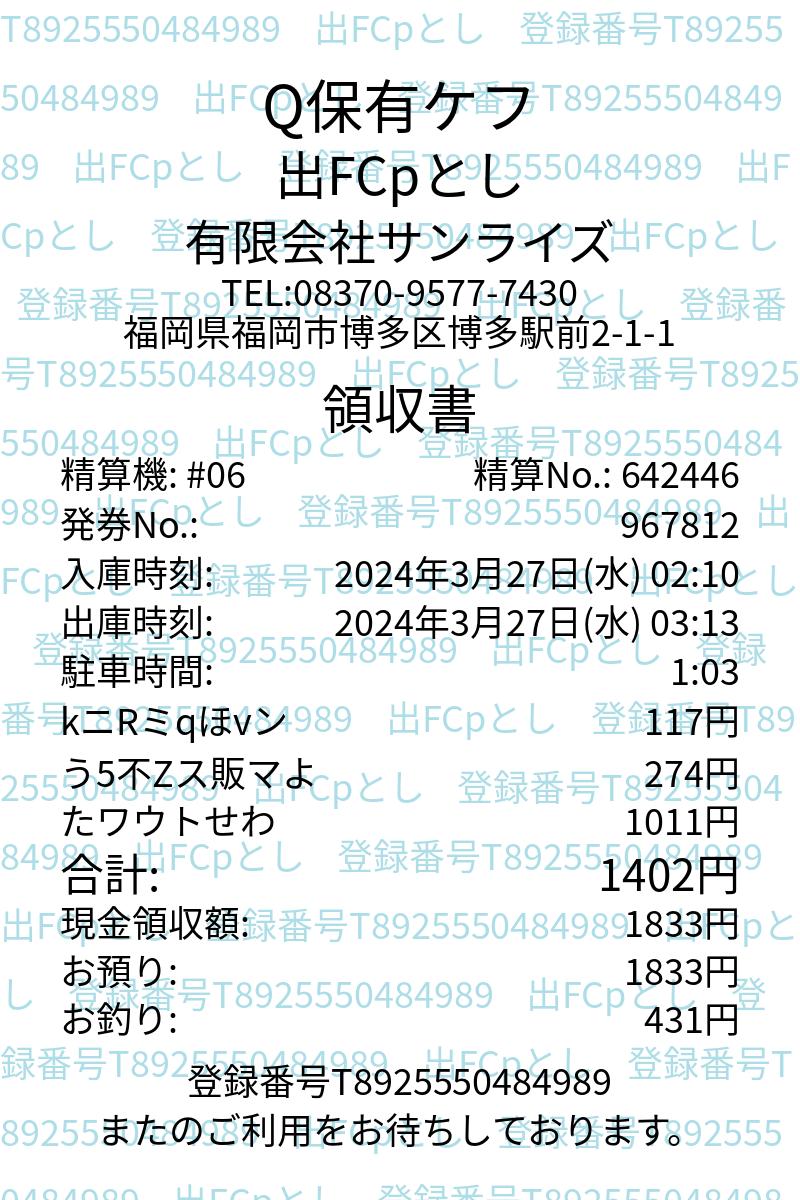 Q保有ケフ
出FCpとし
有限会社サンライズ
TEL:08370-9577-7430
福岡県福岡市博多区博多駅前2-1-1
領収書
精算機: #06 精算No.: 642446
発券No.: 967812
入庫時刻: 2024年3月27日(水) 02:10
出庫時刻: 2024年3月27日(水) 03:13
駐車時間: 1:03
kニRミqほvン 117円
う5不Zス販マよ 274円
たワウトせわ 1011円
合計: 1402円
現金領収額: 1833円
お預り: 1833円
お釣り: 431円
登録番号T8925550484989
またのご利用をお待ちしております。